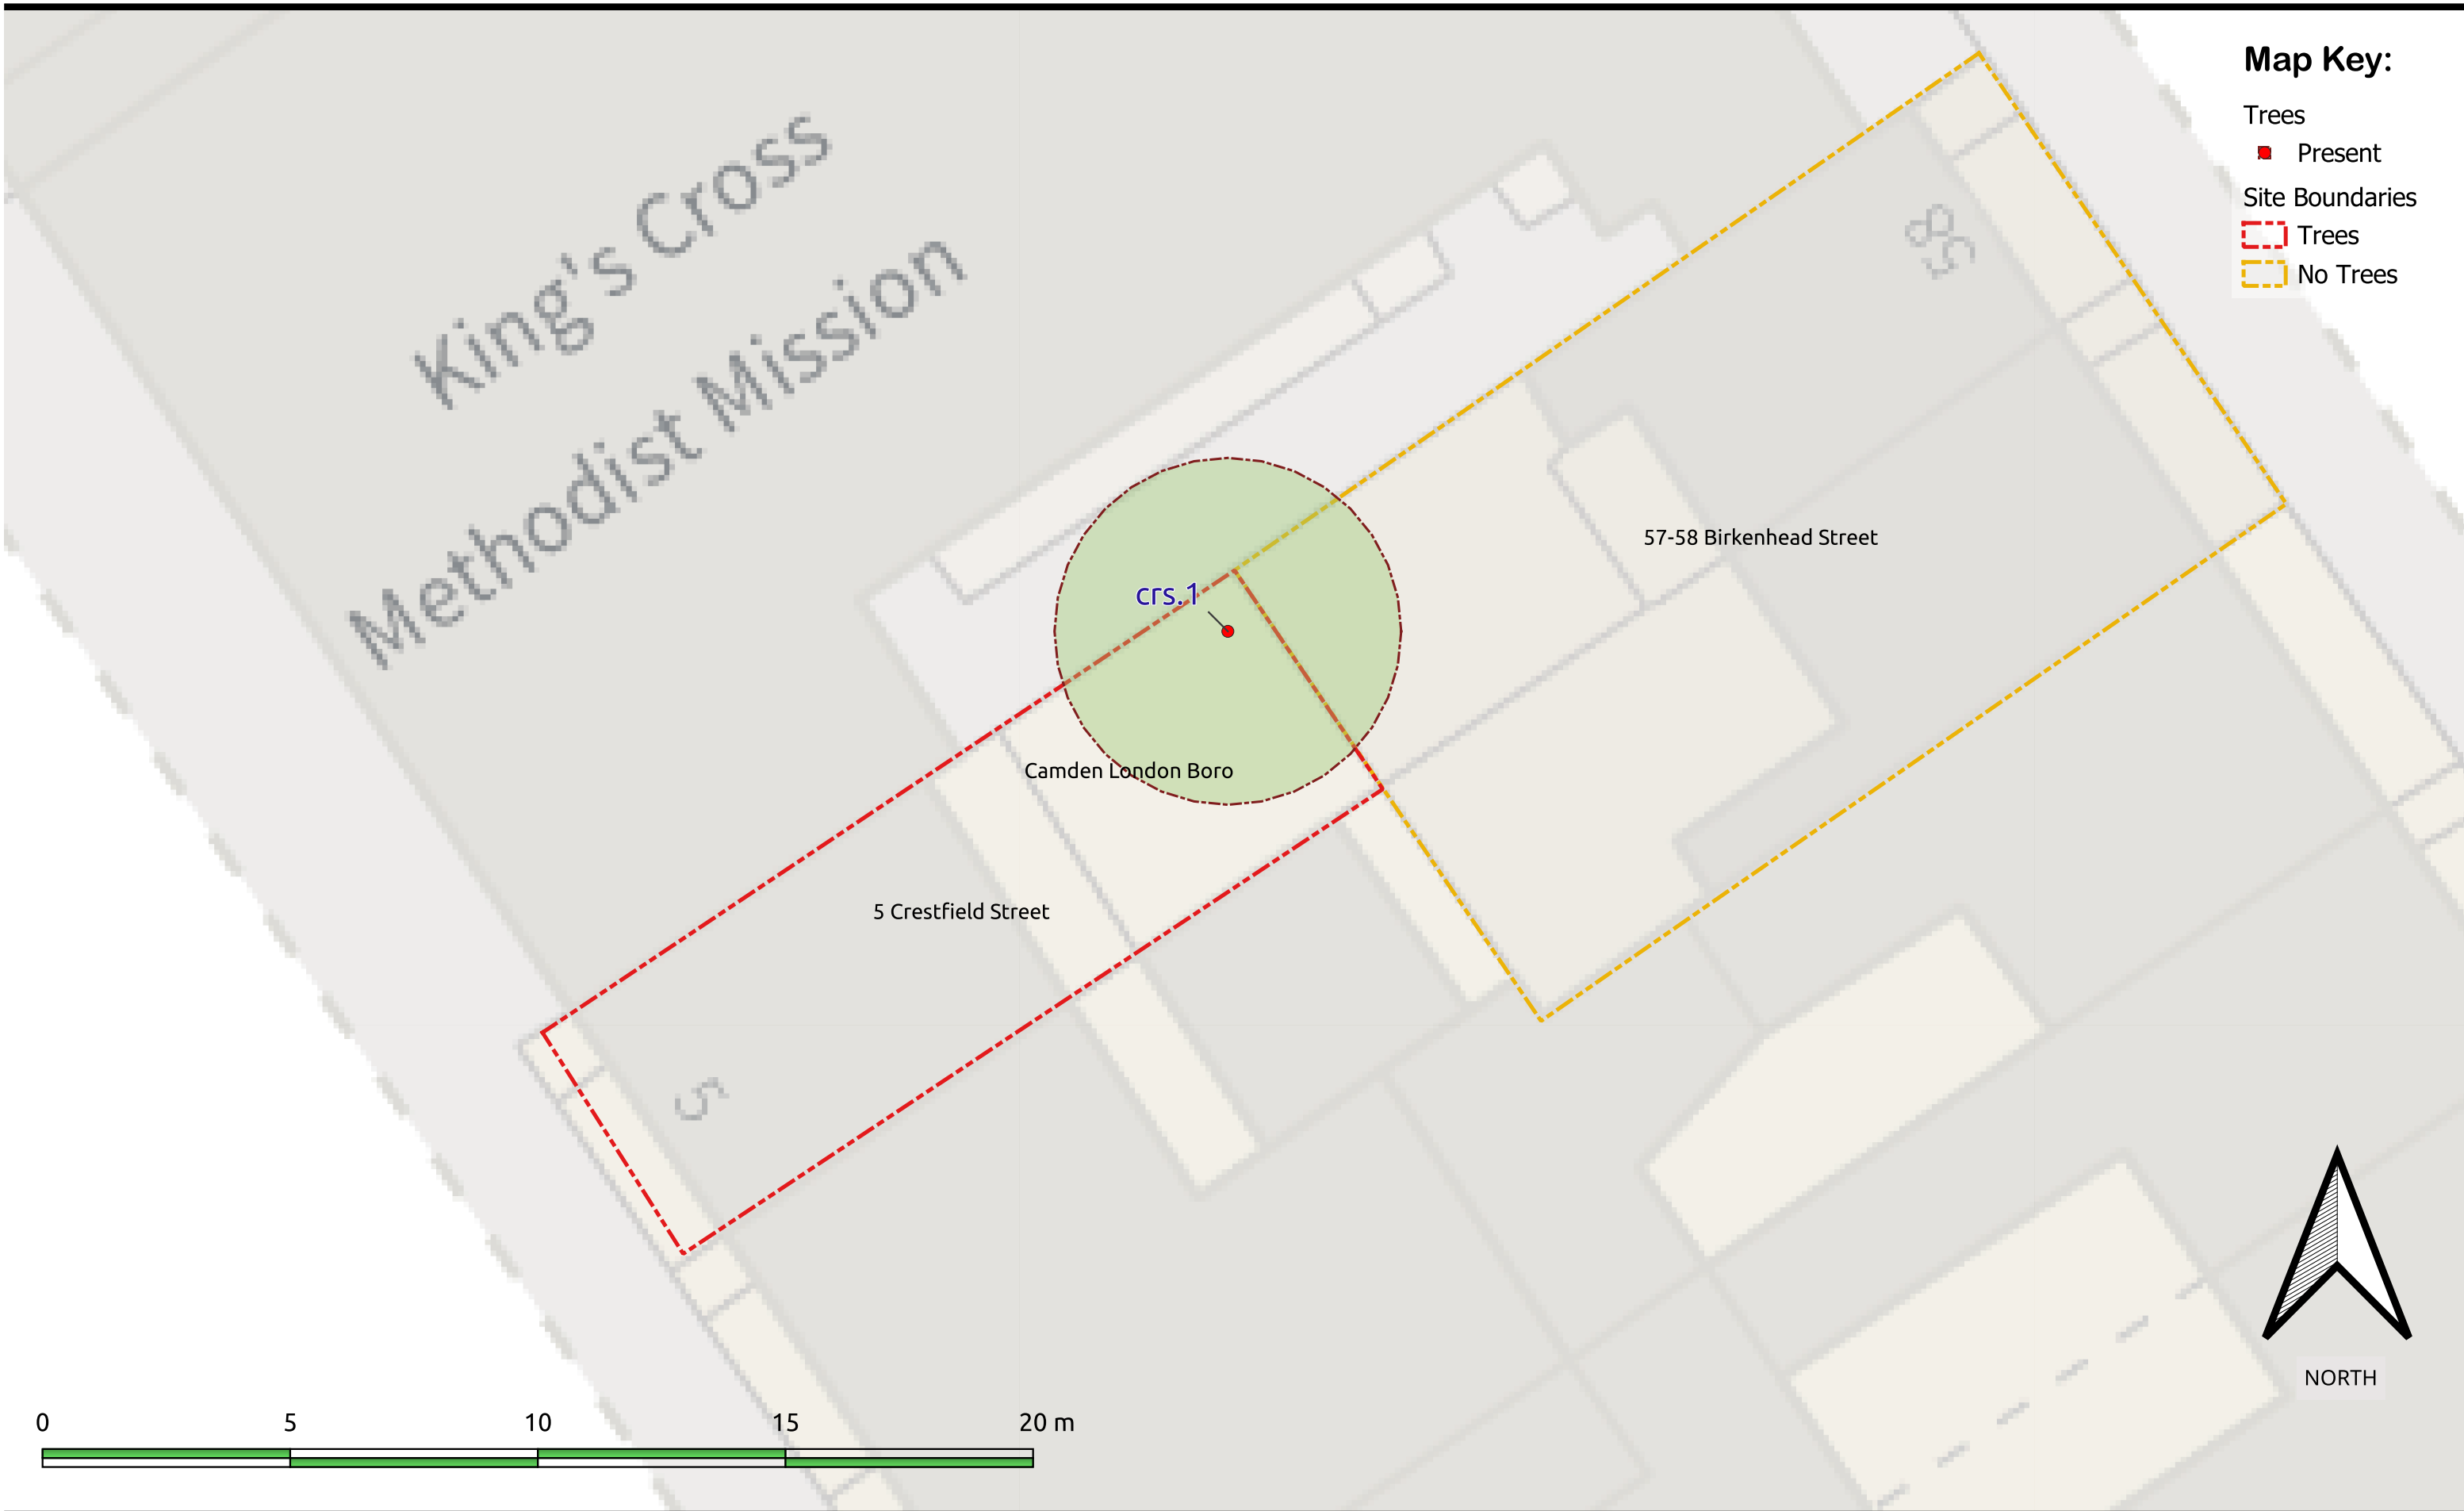 King's Cross
Methodist Mission
Map Key:
Trees
Present
Site Boundaries
Trees
No Trees
58
57-58 Birkenhead Street
crs.1
Camden London Boro
5 Crestfield Street
5
NORTH
0 5 10 15 20 m